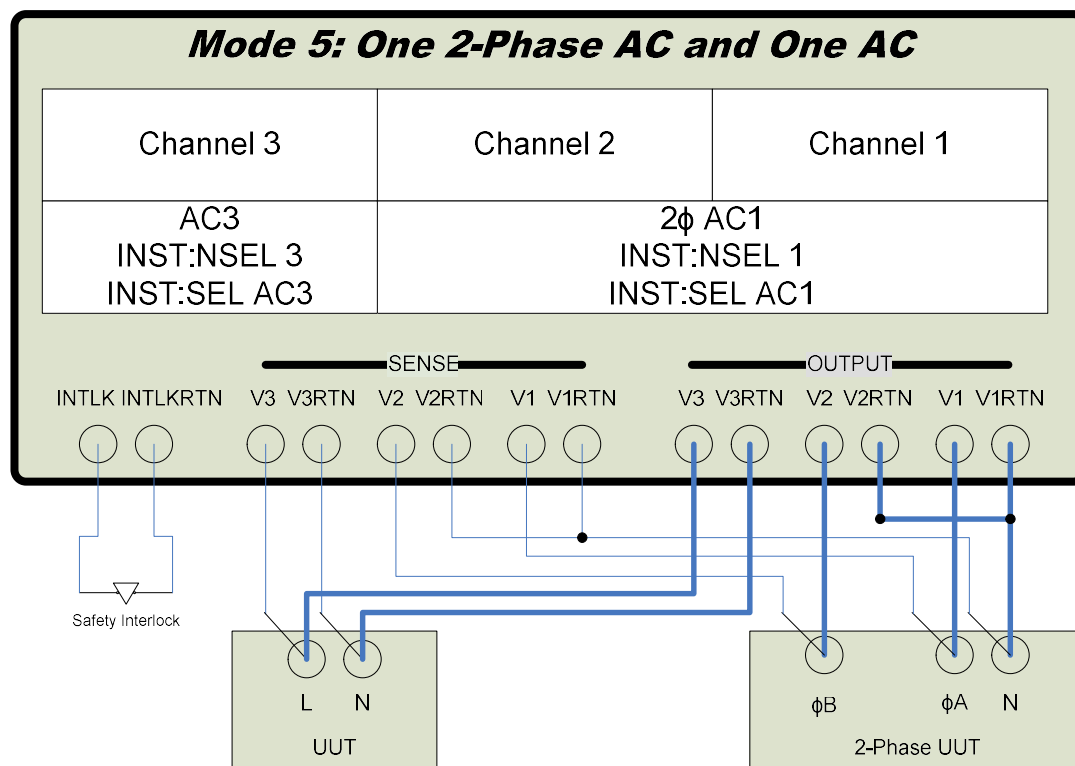 Mode 5: One 2-Phase AC and One AC
Channel 3 Channel 2 Channel 1
AC3
INST:NSEL 3
INST:SEL AC3
2ϕ AC1
INST:NSEL 1
INST:SEL AC1
SENSE OUTPUT
INTLK INTLKRTN V3 V3RTN V2 V2RTN V1 V1RTN V3 V3RTN V2 V2RTN V1 V1RTN
Safety Interlock
L N
UUT
ϕB ϕA N
2-Phase UUT